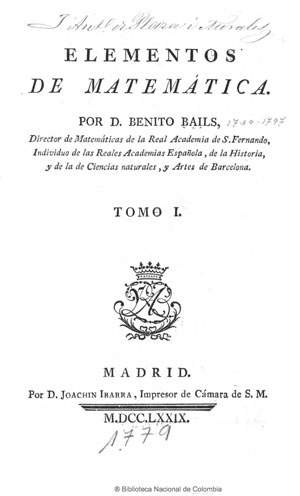 ELEMENTOS
DE MATEMÁTICA.
POR D. BENITO BAILS, 1730-1797
Director de Matemáticas de la Real Academia de S. Fernando,
Individuo de las Reales Academias Española, de la Historia,
y de la de Ciencias naturales, y Artes de Barcelona.
TOMO I.
MADRID.
Por D. JOACHIN IBARRA, Impresor de Cámara de S. M.
M.DCC.LXXIX.
1779
® Biblioteca Nacional de Colombia